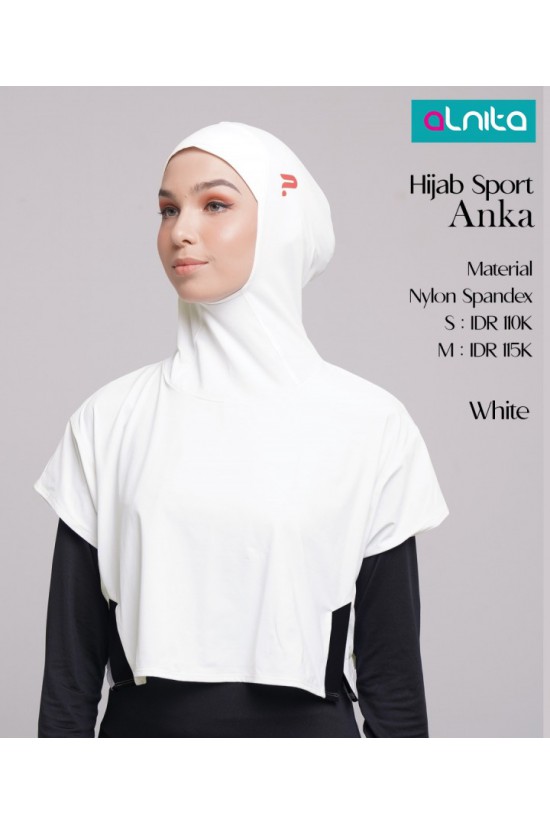 alnita
Hijab Sport
Anka
Material
Nylon Spandex
S : IDR 110K
M : IDR 115K
White